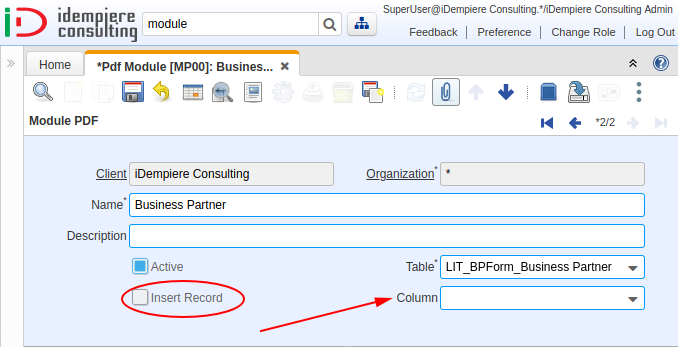 idempiere
consulting
module
SuperUser@iDempiere Consulting.*/iDempiere Consulting Admin
Feedback Preference Change Role Log Out
Home *Pdf Module [MP00]: Busines...
Module PDF *2/2
Client iDempiere Consulting Organization* *
Name* Business Partner
Description
Active Table* LIT_BPForm_Business Partner
Insert Record Column